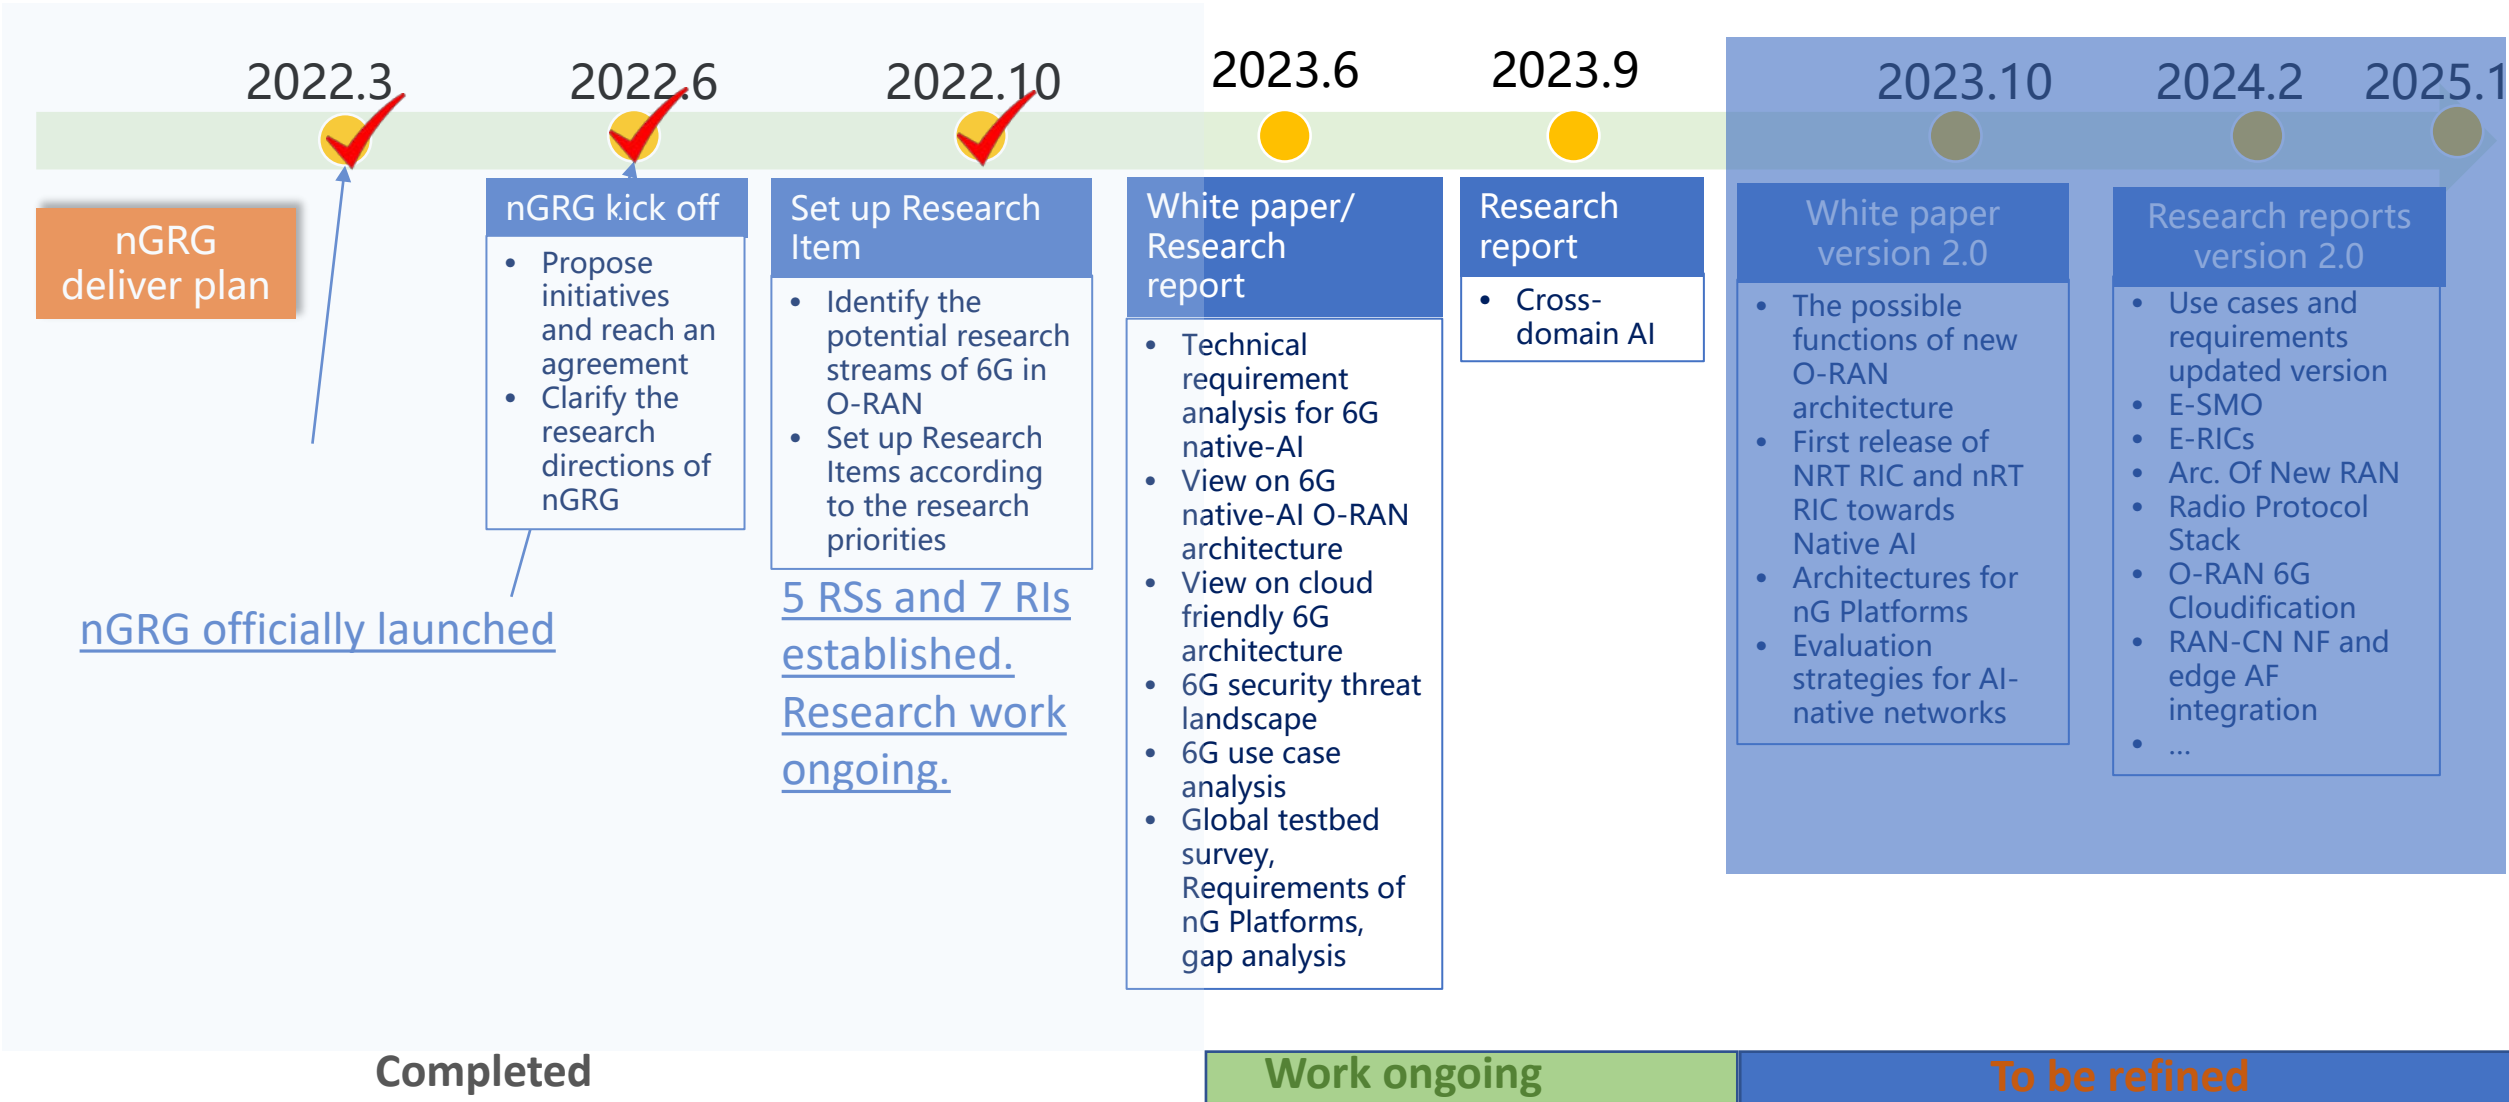 2022.3
2022.6
2022.10
2023.6
2023.9
2023.10
2024.2
2025.1
nGRG
deliver plan
nGRG officially launched
nGRG kick off
• Propose
initiatives
and reach an
agreement
• Clarify the
research
directions of
nGRG
Set up Research
Item
• Identify the
potential research
streams of 6G in
O-RAN
• Set up Research
Items according
to the research
priorities
5 RSs and 7 RIs
established.
Research work
ongoing.
White paper/
Research
report
• Technical
requirement
analysis for 6G
native-AI
• View on 6G
native-AI O-RAN
architecture
• View on cloud
friendly 6G
architecture
• 6G security threat
landscape
• 6G use case
analysis
• Global testbed
survey,
Requirements of
nG Platforms,
gap analysis
Research
report
• Cross-
domain AI
White paper
version 2.0
• The possible
functions of new
O-RAN
architecture
• First release of
NRT RIC and nRT
RIC towards
Native AI
• Architectures for
nG Platforms
• Evaluation
strategies for AI-
native networks
Research reports
version 2.0
• Use cases and
requirements
updated version
• E-SMO
• E-RICs
• Arc. Of New RAN
• Radio Protocol
Stack
• O-RAN 6G
Cloudification
• RAN-CN NF and
edge AF
integration
• ...
Completed
Work ongoing
To be refined